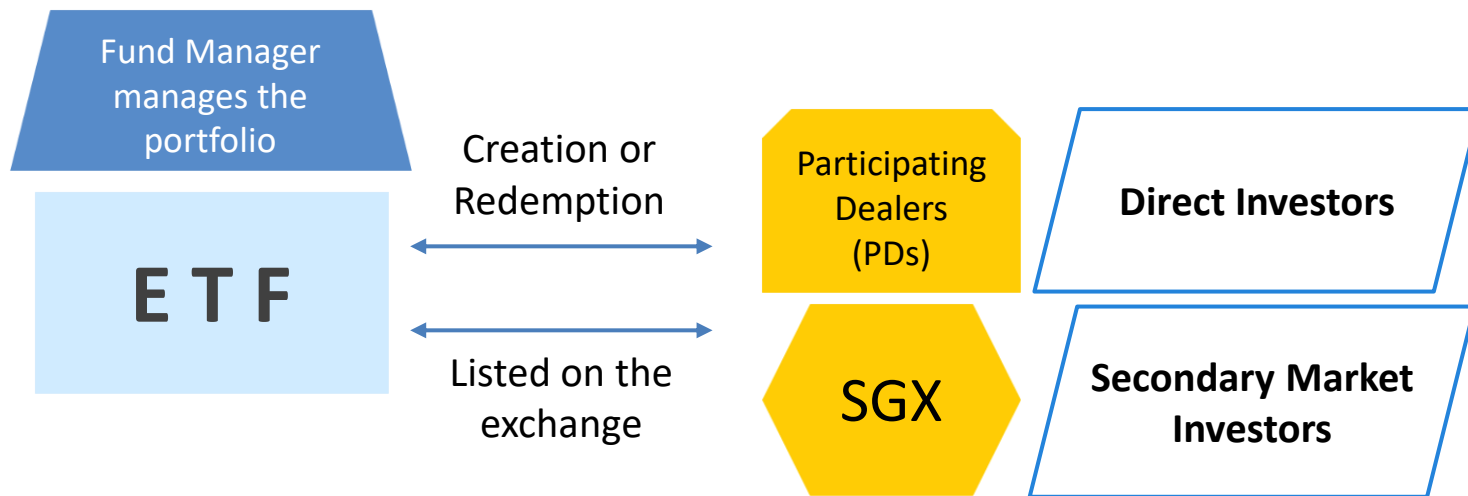 Fund Manager
manages the
portfolio
E T F
Creation or
Redemption
Listed on the
exchange
Participating
Dealers
(PDs)
Direct Investors
SGX
Secondary Market
Investors